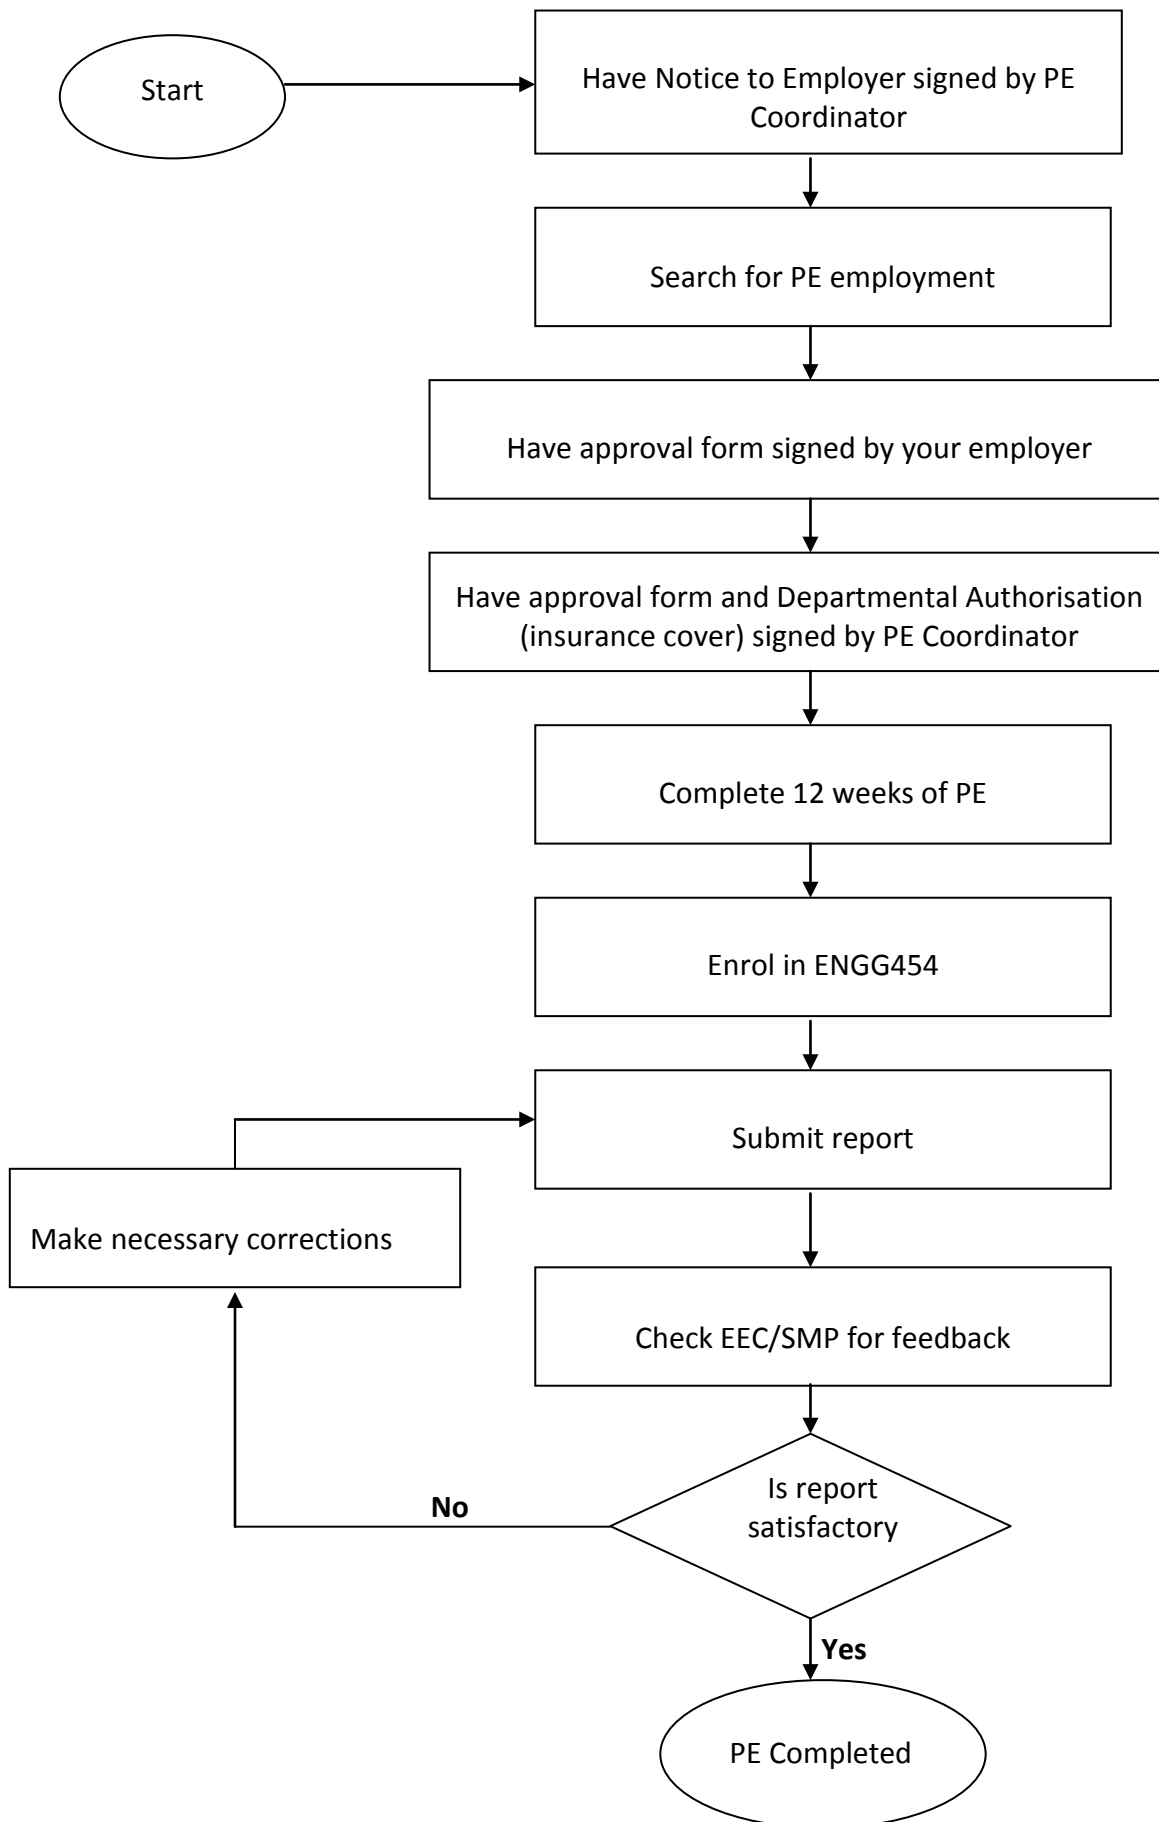 Start
Have Notice to Employer signed by PE
Coordinator
Search for PE employment
Have approval form signed by your employer
Have approval form and Departmental Authorisation
(insurance cover) signed by PE Coordinator
Complete 12 weeks of PE
Enrol in ENGG454
Submit report
Make necessary corrections
Check EEC/SMP for feedback
Is report
satisfactory
No
Yes
PE Completed